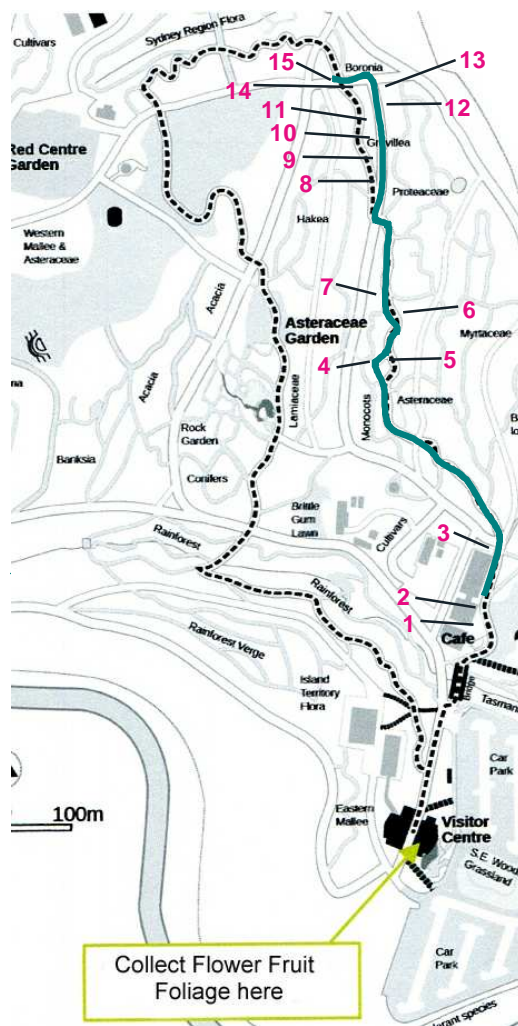 Sydney Region Flora
Cultivars
Boronia
15
13
14
12
11
10
Grevillea
9
8
Red Centre
Garden
Proteaceae
Hakea
Western
Mallee &
Asteraceae
7
6
Acacia
Asteraceae
Garden
Myrtaceae
4
5
Acacia
Lamiaceae
Monocots
Asteraceae
Rock
Garden
Banksia
Conifers
Brittle
Gum
Lawn
Cultivars
3
Rainforest
Rainforest
2
1
Cafe
Rainforest Verge
Island
Territory
Flora
Bridge
Tasman
Car
Park
100m
Eastern
Mallee
Visitor
Centre
S.E. Wood
Grassland
Collect Flower Fruit
Foliage here
Car
Park
species